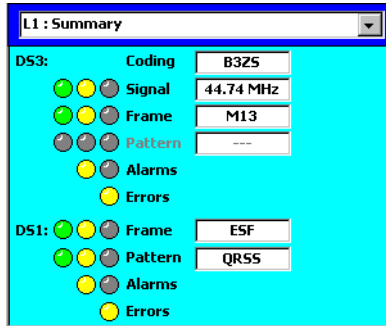 L1 : Summary
DS3: Coding B3ZS
Signal 44.74 MHz
Frame M13
Pattern ---
Alarms
Errors
DS1: Frame ESF
Pattern QRSS
Alarms
Errors